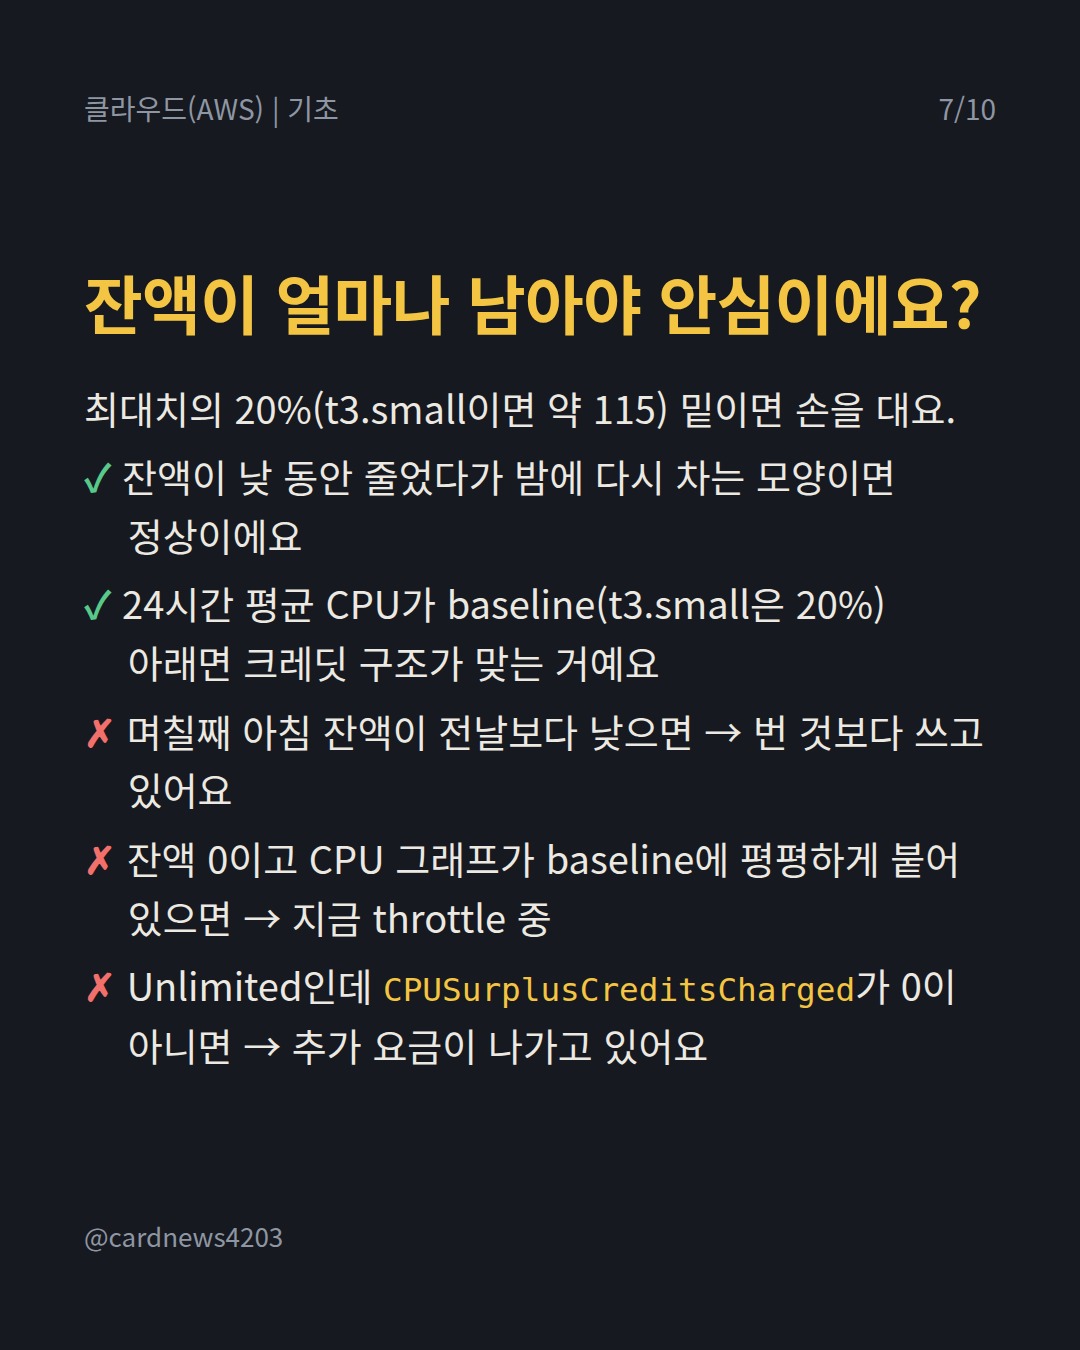 클라우드(AWS) | 기초
7/10
잔액이 얼마나 남아야 안심이에요?
최대치의 20%(t3.small이면 약 115) 밑이면 손을 대요.
✓ 잔액이 낮 동안 줄었다가 밤에 다시 차는 모양이면
정상이에요
✓ 24시간 평균 CPU가 baseline(t3.small은 20%)
아래면 크레딧 구조가 맞는 거예요
✗ 며칠째 아침 잔액이 전날보다 낮으면 → 번 것보다 쓰고
있어요
✗ 잔액 0이고 CPU 그래프가 baseline에 평평하게 붙어
있으면 → 지금 throttle 중
✗ Unlimited인데 CPUSurplusCreditsCharged가 0이
아니면 → 추가 요금이 나가고 있어요
@cardnews4203